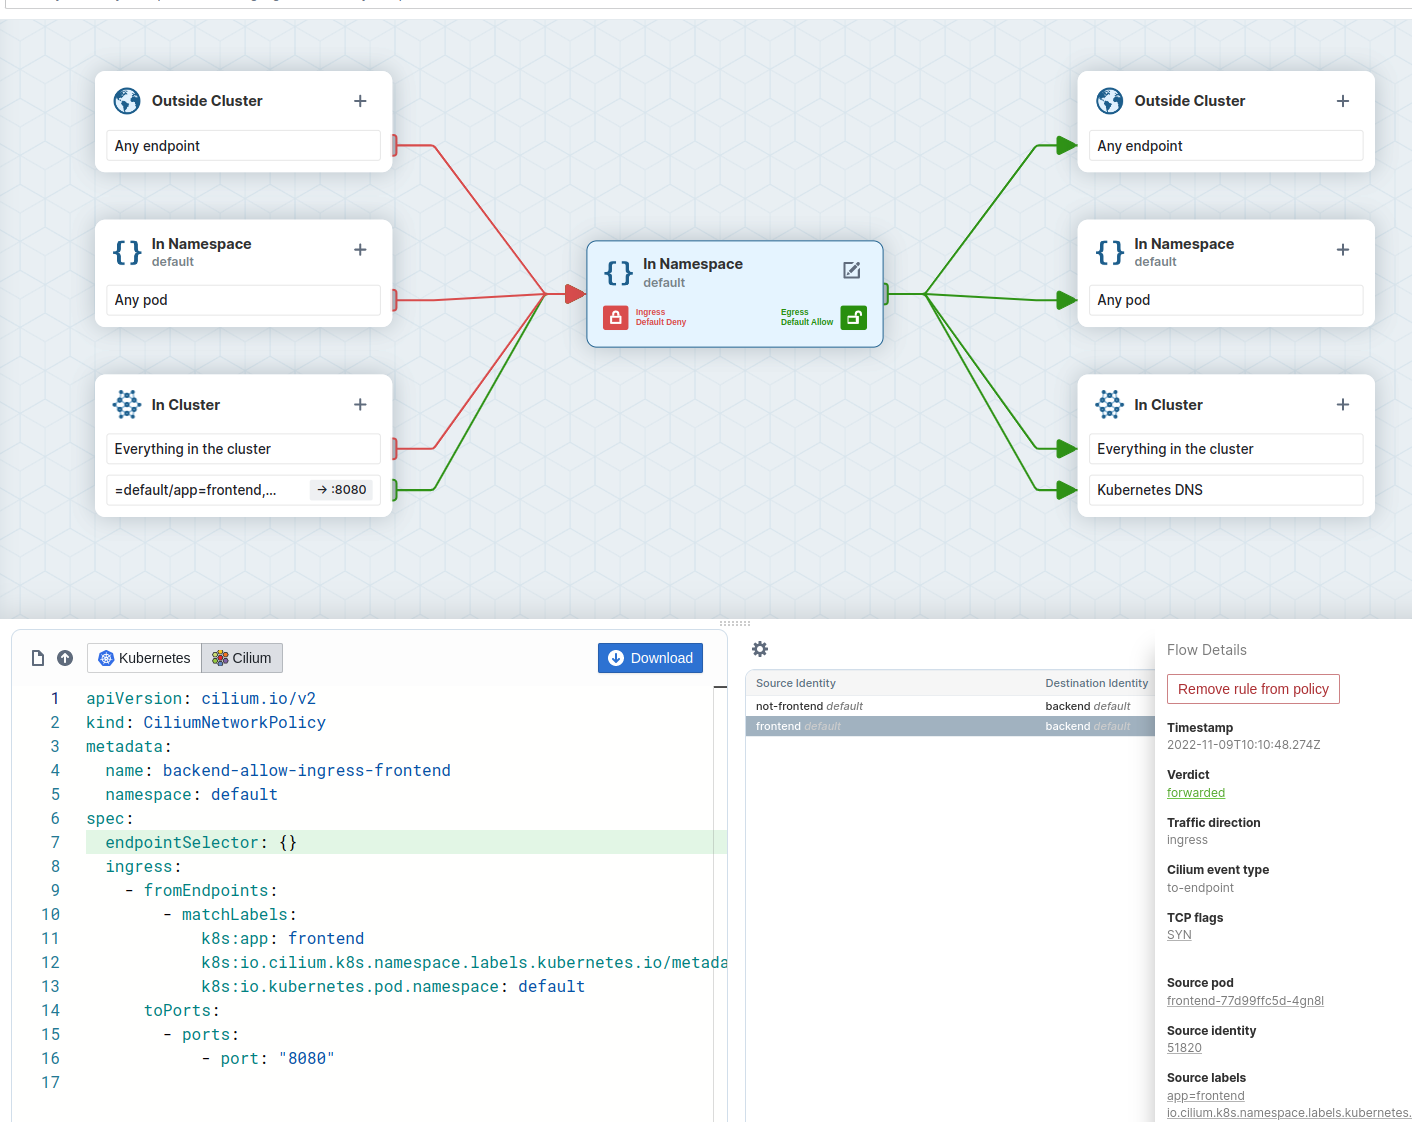 Outside Cluster
Any endpoint
In Namespace
default
Any pod
In Cluster
Everything in the cluster
=default/app=frontend,... → :8080
In Namespace
default
Ingress
Default Deny
Egress
Default Allow
Outside Cluster
Any endpoint
In Namespace
default
Any pod
In Cluster
Everything in the cluster
Kubernetes DNS
Kubernetes Cilium Download
1 apiVersion: cilium.io/v2
2 kind: CiliumNetworkPolicy
3 metadata:
4 name: backend-allow-ingress-frontend
5 namespace: default
6 spec:
7 endpointSelector: {}
8 ingress:
9 - fromEndpoints:
10 - matchLabels:
11 k8s:app: frontend
12 k8s:io.cilium.k8s.namespace.labels.kubernetes.io/metada
13 k8s:io.kubernetes.pod.namespace: default
14 toPorts:
15 - ports:
16 - port: "8080"
17
Source Identity Destination Identity
not-frontend default backend default
frontend default backend default
Flow Details
Remove rule from policy
Timestamp
2022-11-09T10:10:48.274Z
Verdict
forwarded
Traffic direction
ingress
Cilium event type
to-endpoint
TCP flags
SYN
Source pod
frontend-77d99ffc5d-4gn8l
Source identity
51820
Source labels
app=frontend
io.cilium.k8s.namespace.labels.kubernetes.